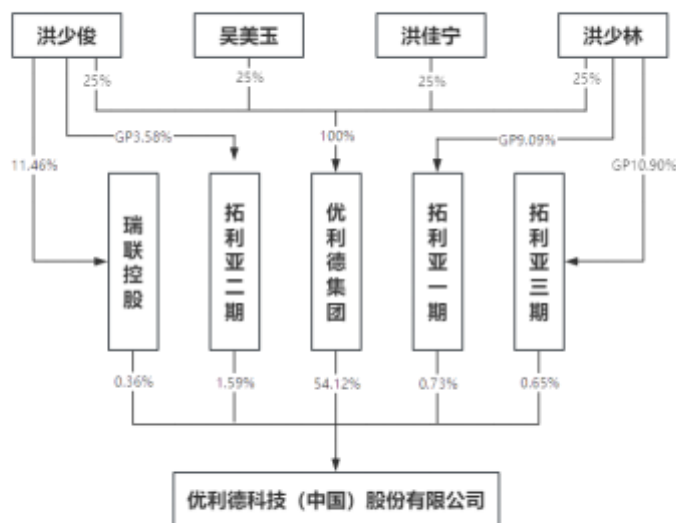 洪少俊
吴美玉
洪佳宁
洪少林
25%
25%
25%
25%
GP3.58%
100%
GP9.09%
11.46%
GP10.90%
瑞联控股
拓利亚二期
优利德集团
拓利亚一期
拓利亚三期
0.36%
1.59%
54.12%
0.73%
0.65%
优利德科技（中国）股份有限公司